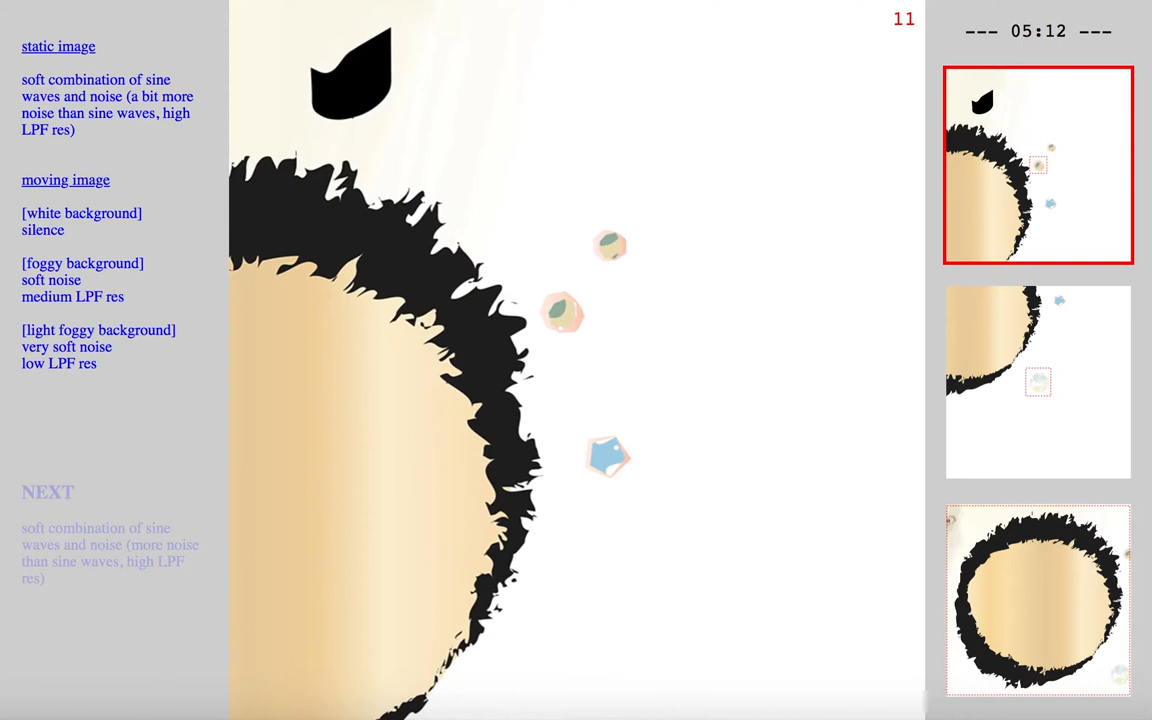 static image
soft combination of sine
waves and noise (a bit more
noise than sine waves, high
LPF res)
moving image
[white background]
silence
[foggy background]
soft noise
medium LPF res
[light foggy background]
very soft noise
low LPF res
NEXT
soft combination of sine
waves and noise (more noise
than sine waves, high LPF
res)
11
--- 05:12 ---